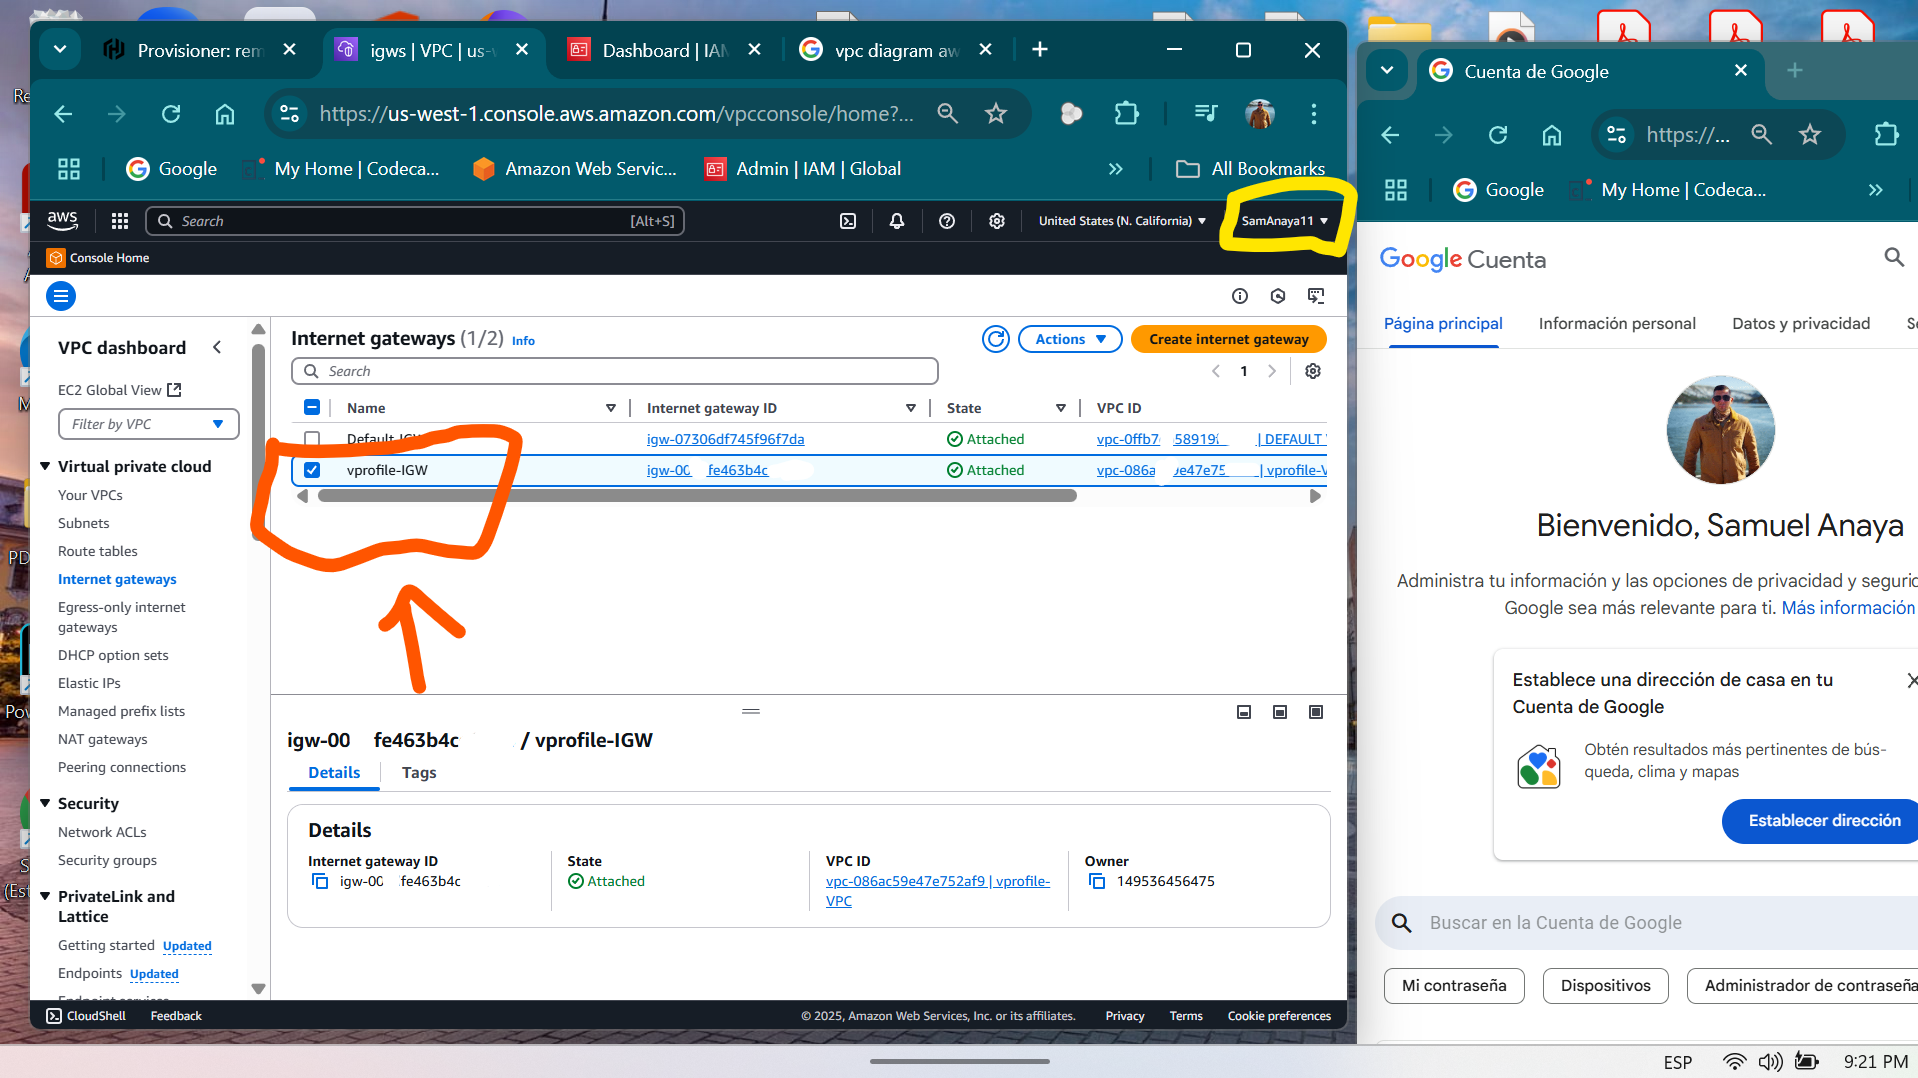 Provisioner: rem
igws | VPC | us-w
Dashboard | IAM
vpc diagram aw
https://us-west-1.console.aws.amazon.com/vpcconsole/home?...
Google
My Home | Codeca...
Amazon Web Servic...
Admin | IAM | Global
All Bookmarks
aws
Search
[Alt+S]
United States (N. California)
SamAnaya11
Console Home
VPC dashboard
EC2 Global View
Filter by VPC
Virtual private cloud
Your VPCs
Subnets
Route tables
Internet gateways
Egress-only internet
gateways
DHCP option sets
Elastic IPs
Managed prefix lists
NAT gateways
Peering connections
Security
Network ACLs
Security groups
PrivateLink and
Lattice
Getting started Updated
Endpoints Updated
Endpoint services
Internet gateways (1/2) Info
Actions
Create internet gateway
Search
1
Name
Internet gateway ID
State
VPC ID
Default-IGW
igw-07306df745f96f7da
Attached
vpc-0ffb7 58919 | DEFAULT
vprofile-IGW
igw-00 fe463b4c
Attached
vpc-086a e47e75 | vprofile-V
igw-00 fe463b4c / vprofile-IGW
Details
Tags
Details
Internet gateway ID
igw-00 fe463b4c
State
Attached
VPC ID
vpc-086ac59e47e752af9 | vprofile-
VPC
Owner
149536456475
CloudShell
Feedback
© 2025, Amazon Web Services, Inc. or its affiliates.
Privacy
Terms
Cookie preferences
Cuenta de Google
https://...
Google
My Home | Codeca...
Google Cuenta
Página principal
Información personal
Datos y privacidad
Bienvenido, Samuel Anaya
Administra tu información y las opciones de privacidad y segurid
Google sea más relevante para ti. Más información
Establece una dirección de casa en tu
Cuenta de Google
Obtén resultados más pertinentes de bús-
queda, clima y mapas
Establecer dirección
Buscar en la Cuenta de Google
Mi contraseña
Dispositivos
Administrador de contraseña
ESP
9:21 PM